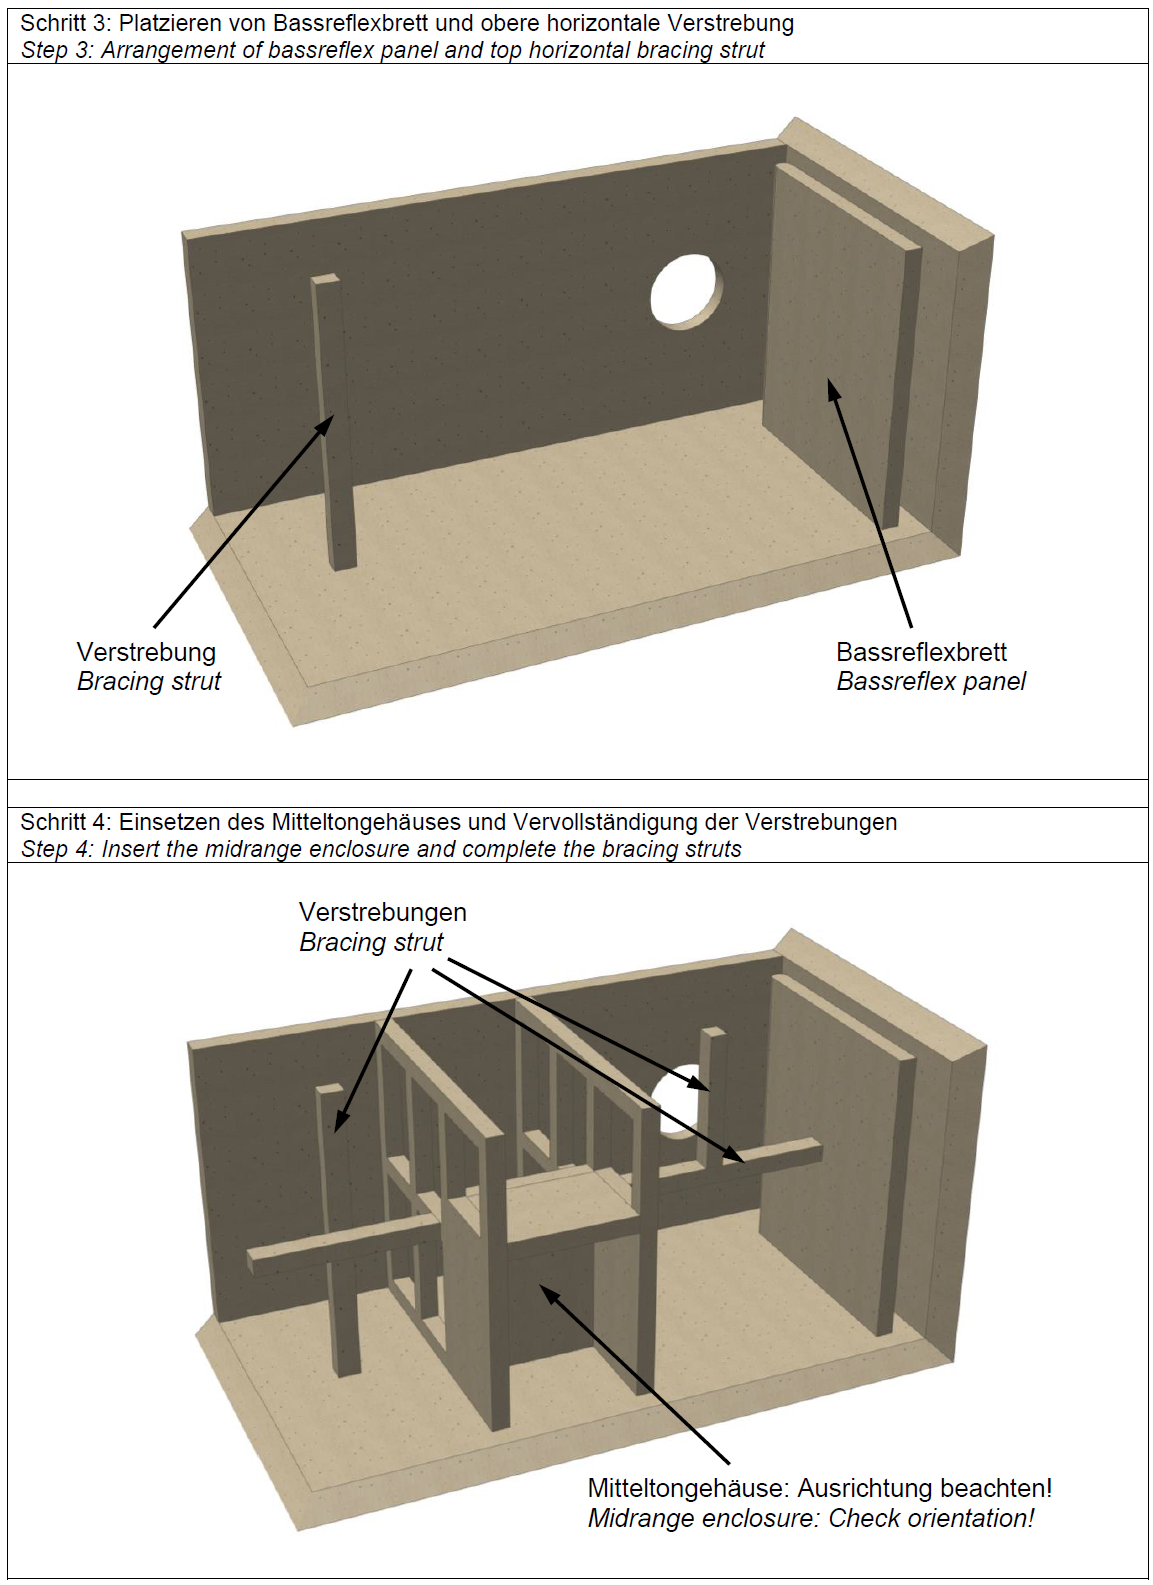 Schritt 3: Platzieren von Bassreflexbrett und obere horizontale Verstrebung
Step 3: Arrangement of bassreflex panel and top horizontal bracing strut
Verstrebung
Bracing strut
Bassreflexbrett
Bassreflex panel
Schritt 4: Einsetzen des Mitteltongehäuses und Vervollständigung der Verstrebungen
Step 4: Insert the midrange enclosure and complete the bracing struts
Verstrebungen
Bracing strut
Mitteltongehäuse: Ausrichtung beachten!
Midrange enclosure: Check orientation!